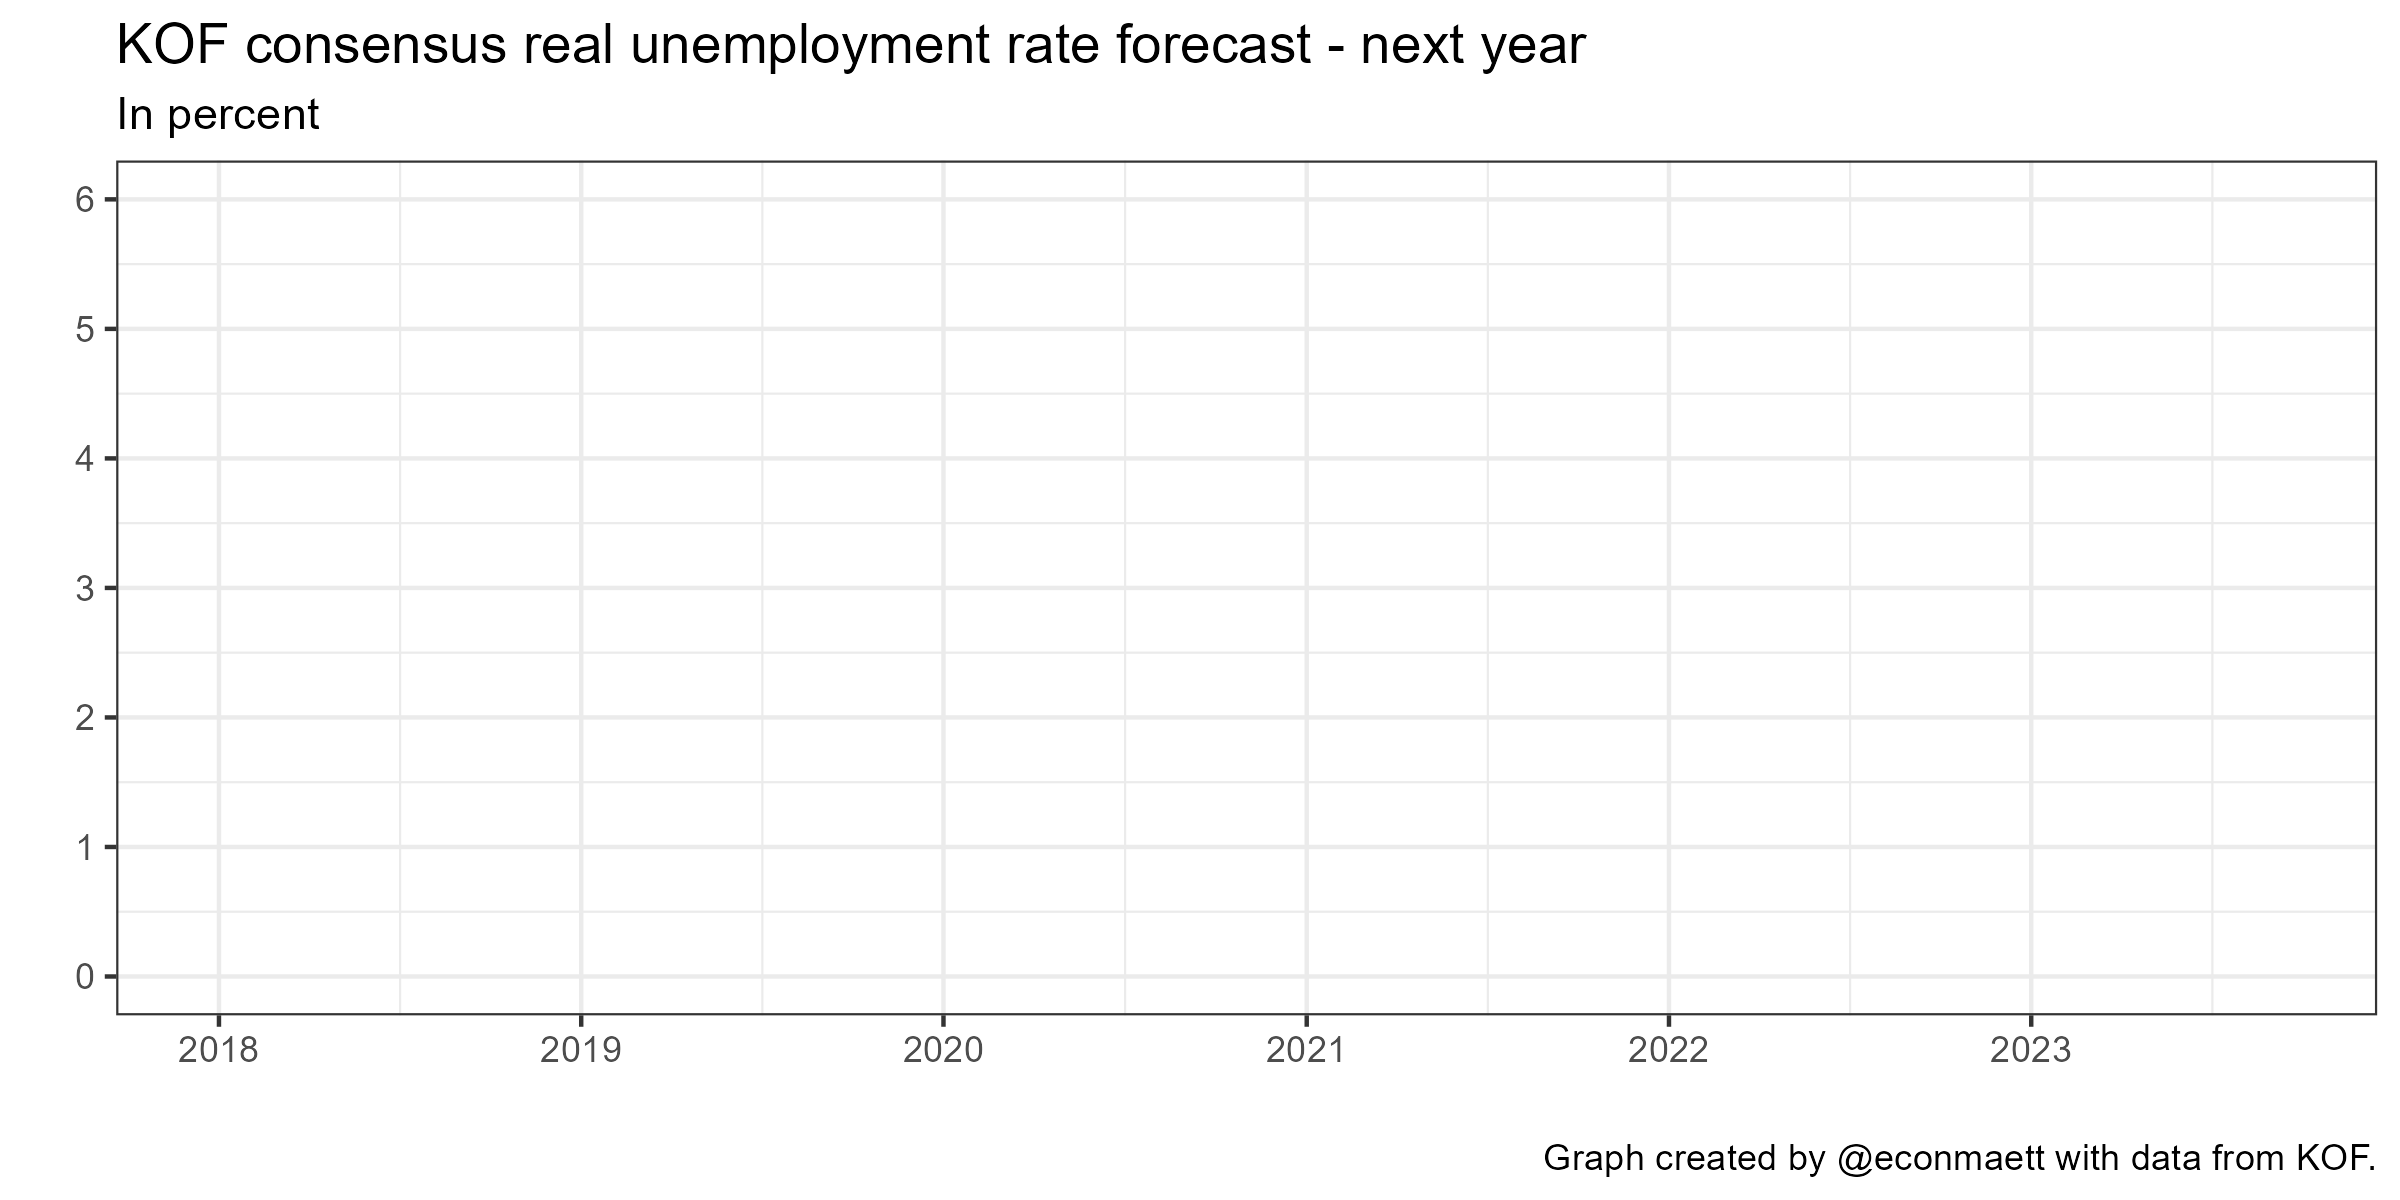 KOF consensus real unemployment rate forecast - next year
In percent
6
5
4
3
2
1
0
2018 2019 2020 2021 2022 2023
Graph created by @econmaett with data from KOF.